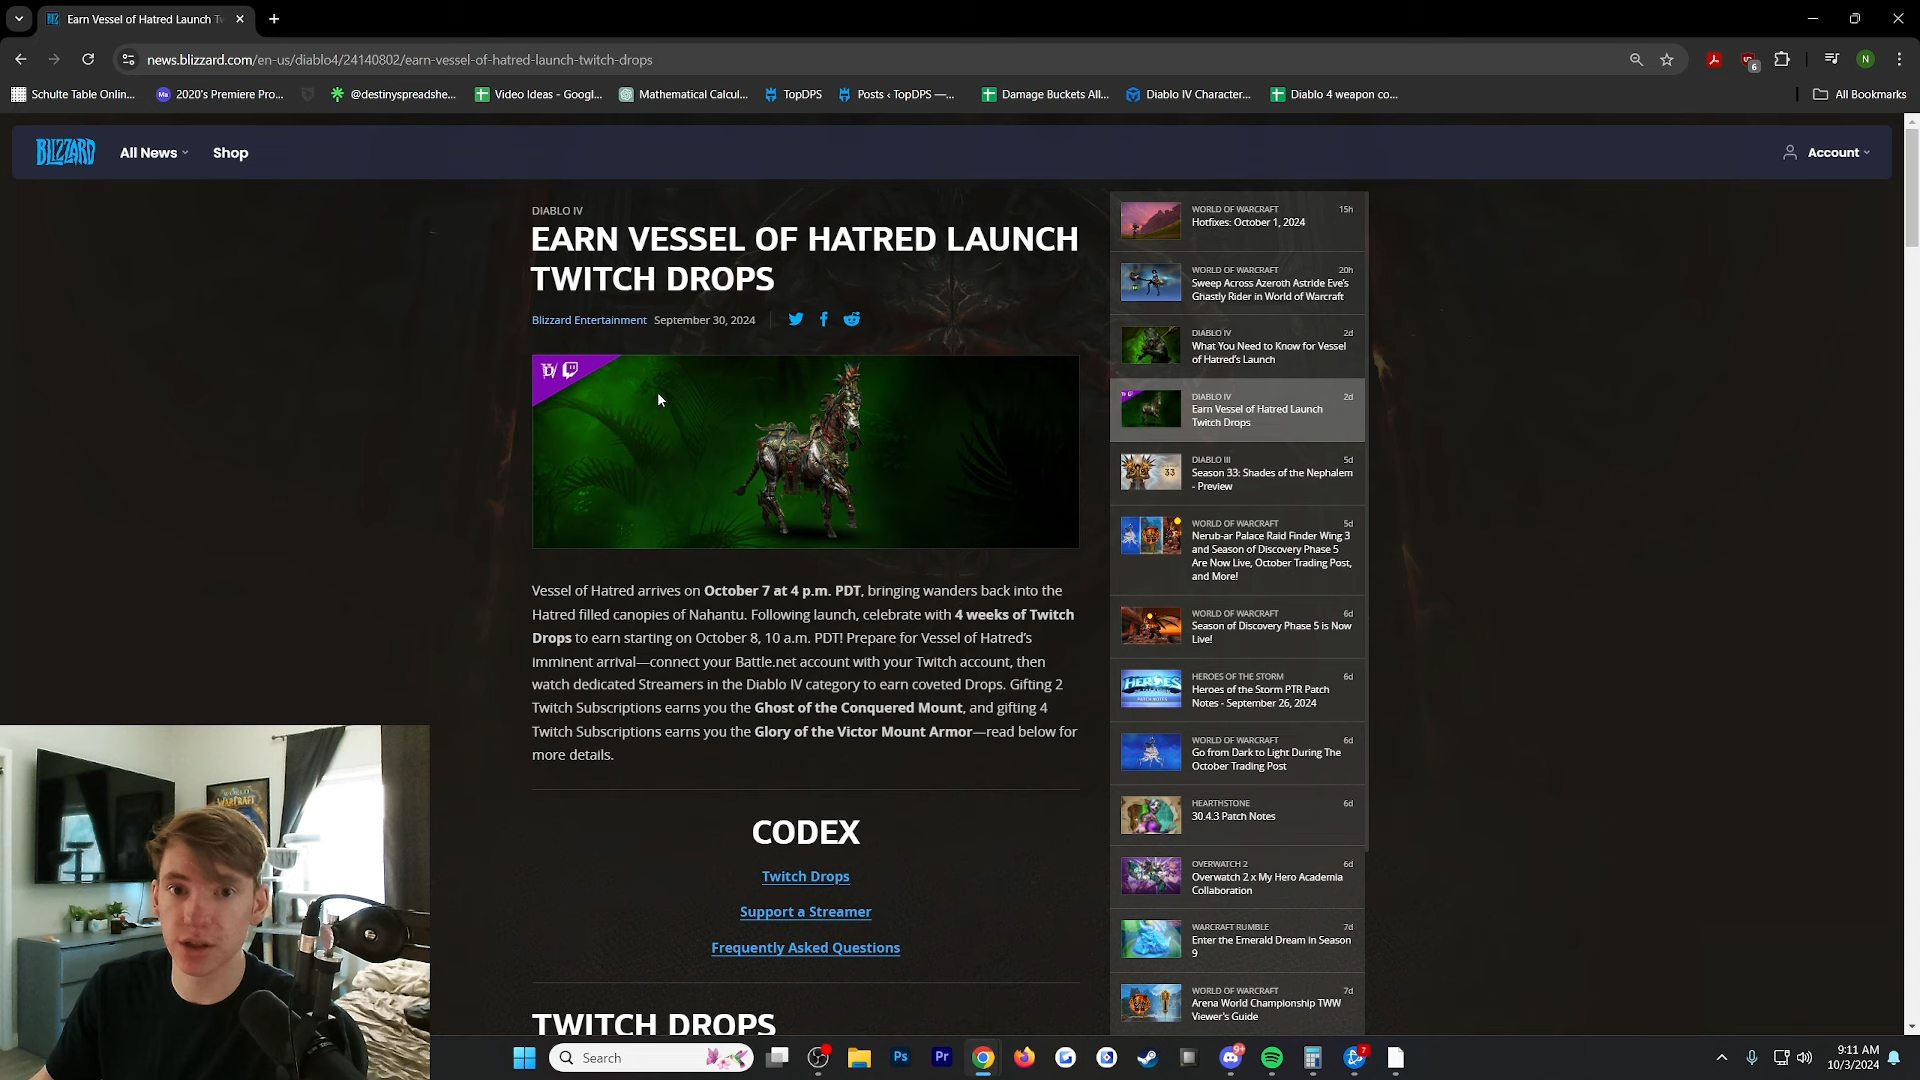 Earn Vessel of Hatred Launch Tw
news.blizzard.com/en-us/diablo4/24140802/earn-vessel-of-hatred-launch-twitch-drops
N
6
Schulte Table Onlin...
Ma
2020's Premiere Pro...
@destinyspreadshe...
Video Ideas - Googl...
Mathematical Calcul...
TopDPS
Posts ‹ TopDPS —...
Damage Buckets All...
Diablo IV Character...
Diablo 4 weapon co...
All Bookmarks
BLIZZARD
All News
Shop
Account
DIABLO IV
EARN VESSEL OF HATRED LAUNCH
TWITCH DROPS
Blizzard Entertainment September 30, 2024
Vessel of Hatred arrives on October 7 at 4 p.m. PDT, bringing wanders back into the
Hatred filled canopies of Nahantu. Following launch, celebrate with 4 weeks of Twitch
Drops to earn starting on October 8, 10 a.m. PDT! Prepare for Vessel of Hatred's
imminent arrival—connect your Battle.net account with your Twitch account, then
watch dedicated Streamers in the Diablo IV category to earn coveted Drops. Gifting 2
Twitch Subscriptions earns you the Ghost of the Conquered Mount, and gifting 4
Twitch Subscriptions earns you the Glory of the Victor Mount Armor—read below for
more details.
CODEX
Twitch Drops
Support a Streamer
Frequently Asked Questions
TWITCH DROPS
WORLD OF WARCRAFT 15h
Hotfixes: October 1, 2024
WORLD OF WARCRAFT 20h
Sweep Across Azeroth Astride Eve's
Ghastly Rider in World of Warcraft
DIABLO IV 2d
What You Need to Know for Vessel
of Hatred's Launch
DIABLO IV 2d
Earn Vessel of Hatred Launch
Twitch Drops
33
DIABLO III 5d
Season 33: Shades of the Nephalem
- Preview
WORLD OF WARCRAFT 5d
Nerub-ar Palace Raid Finder Wing 3
and Season of Discovery Phase 5
Are Now Live, October Trading Post,
and More!
WORLD OF WARCRAFT 6d
Season of Discovery Phase 5 is Now
Live!
HEROES
HEROES OF THE STORM 6d
Heroes of the Storm PTR Patch
Notes - September 26, 2024
WORLD OF WARCRAFT 6d
Go from Dark to Light During The
October Trading Post
HEARTHSTONE 6d
30.4.3 Patch Notes
OVERWATCH 2 6d
Overwatch 2 x My Hero Academia
Collaboration
WARCRAFT RUMBLE 7d
Enter the Emerald Dream in Season
9
WORLD OF WARCRAFT 7d
Arena World Championship TWW
Viewer's Guide
WORLD
WARCRAFT
Search
Ps
Pr
9+
7
9:11 AM
10/3/2024